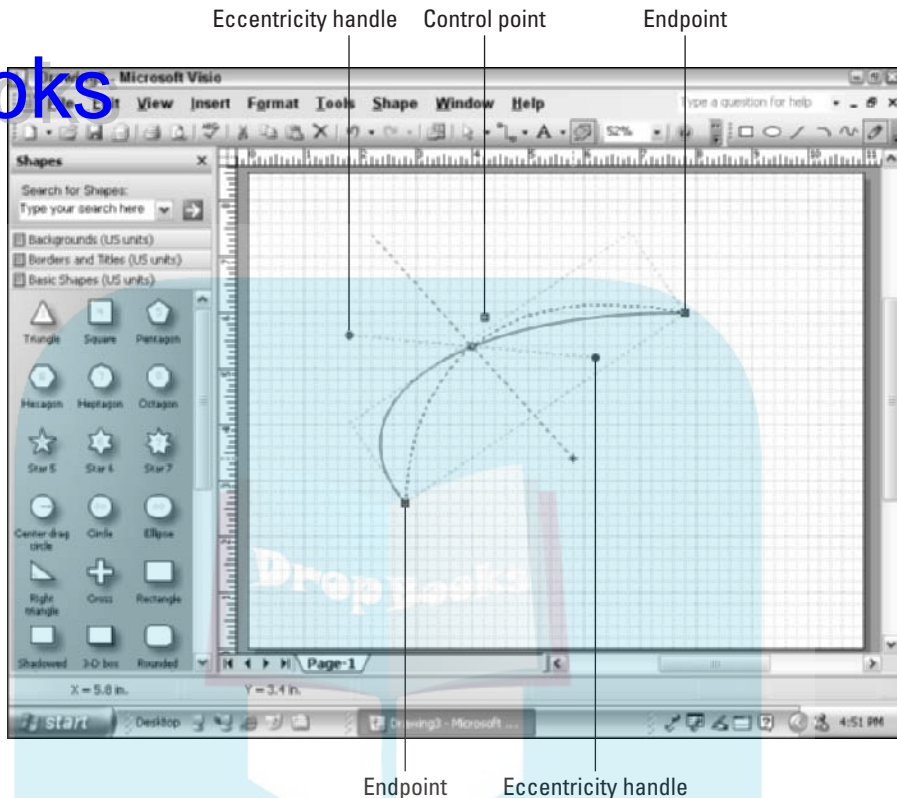 Eccentricity handle Control point Endpoint
Microsoft Visio
oks
Edit View Insert Format Tools Shape Window Help Type a question for help
52%
Shapes
Search for Shapes:
Type your search here
Backgrounds (US units)
Borders and Titles (US units)
Basic Shapes (US units)
Triangle Square Pentagon
Hexagon Heptagon Octagon
Star 5 Star 6 Star 7
Center drag circle Circle Ellipse
Right triangle Cross Rectangle
Shadowed 3-D box Rounded
Drop Books
Page-1
X = 5.8 in. Y = 3.4 in.
start Desktop Drawing3 - Microsoft ... 4:51 PM
Endpoint Eccentricity handle